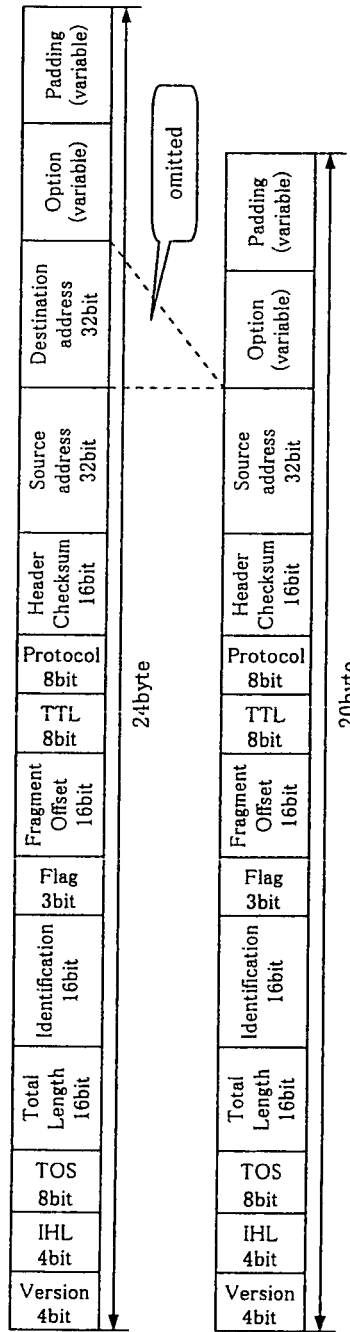 Version
4bit
IHL
4bit
TOS
8bit
Total
Length
16bit
Identification
16bit
Flag
3bit
Fragment
Offset
16bit
TTL
8bit
Protocol
8bit
Header
Checksum
16bit
Source
address
32bit
Destination
address
32bit
Option
(variable)
Padding
(variable)
24byte
omitted
Version
4bit
IHL
4bit
TOS
8bit
Total
Length
16bit
Identification
16bit
Flag
3bit
Fragment
Offset
16bit
TTL
8bit
Protocol
8bit
Header
Checksum
16bit
Source
address
32bit
Option
(variable)
Padding
(variable)
20byte